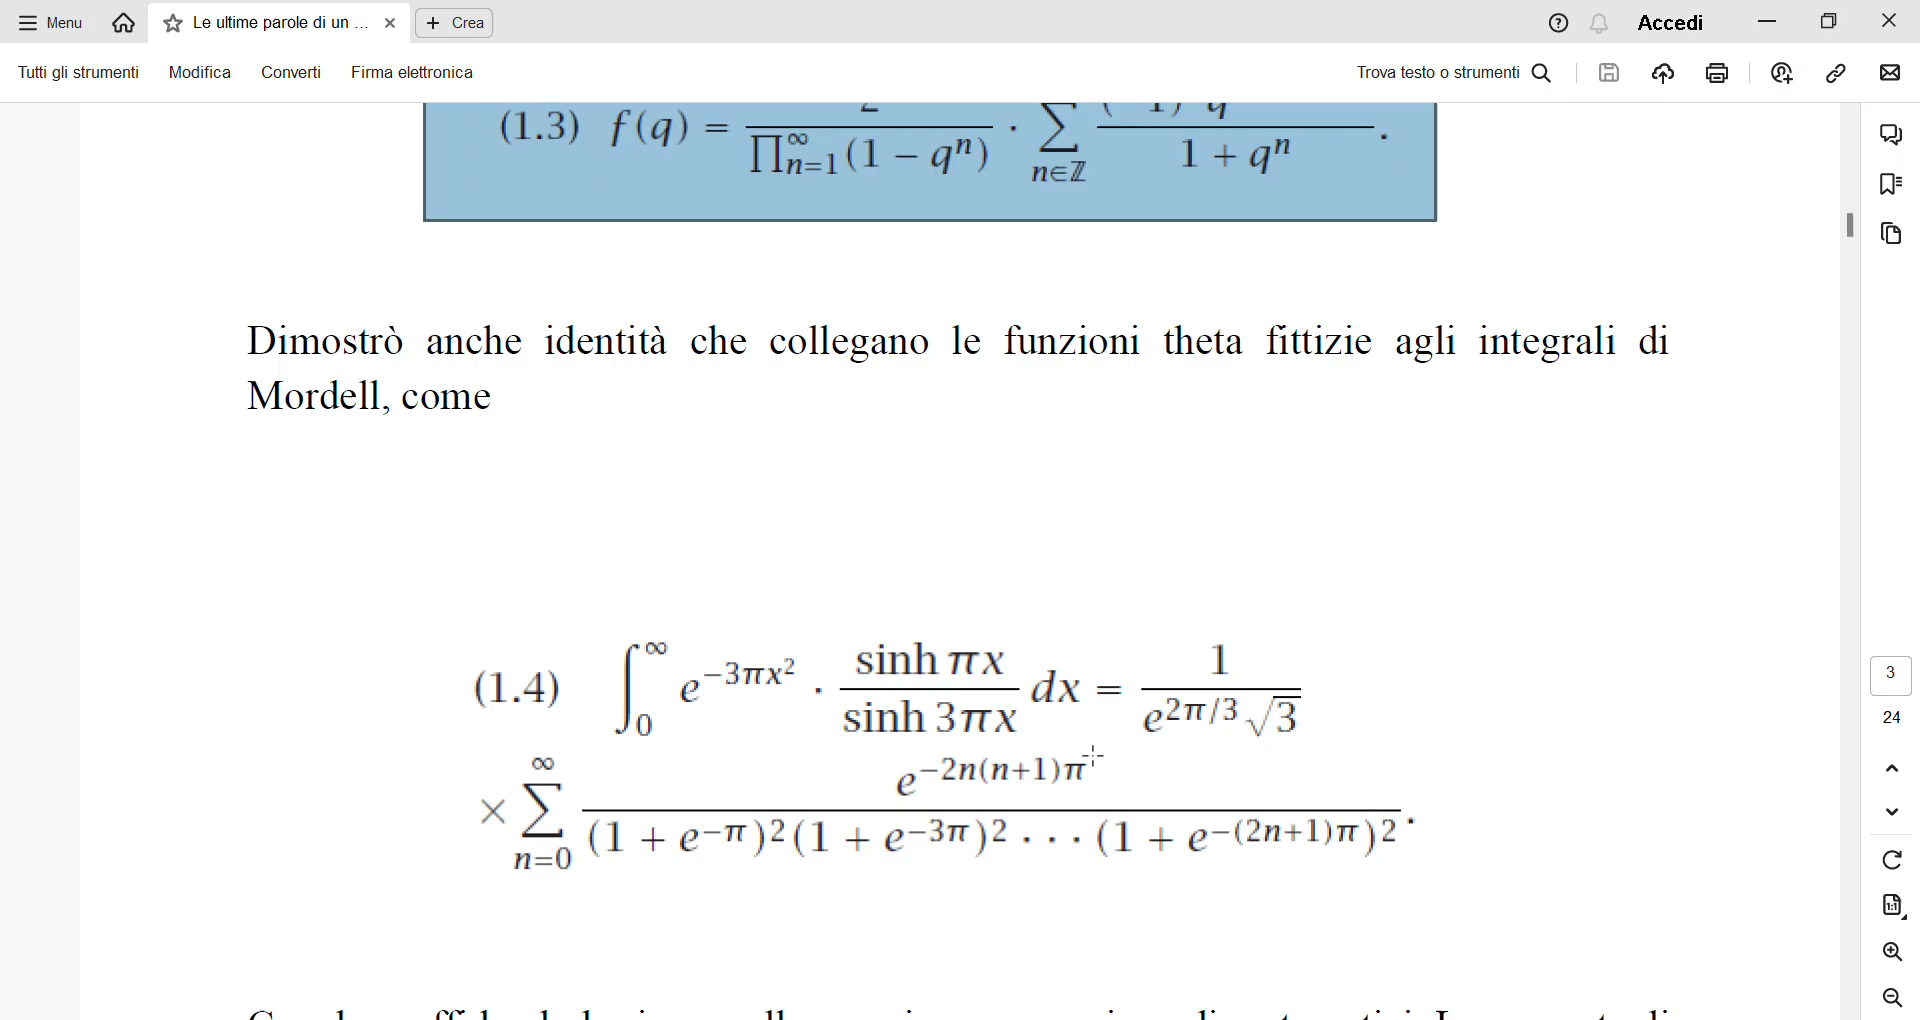 Menu
Le ultime parole di un ...
Crea
Accedi
Tutti gli strumenti Modifica Converti Firma elettronica
Trova testo o strumenti
(1.3) f(q) = / ∏_{n=1}^∞(1 − qⁿ) · ∑_{n∈ℤ} / 1 + qⁿ .
Dimostrò anche identità che collegano le funzioni theta fittizie agli integrali di
Mordell, come
(1.4) ∫_0^∞ e^{−3πx²} · sinh πx / sinh 3πx dx = 1 / e^{2π/3}√3
× ∑_{n=0}^∞ e^{−2n(n+1)π} / (1 + e^{−π})²(1 + e^{−3π})² · · · (1 + e^{−(2n+1)π})² .
3
24